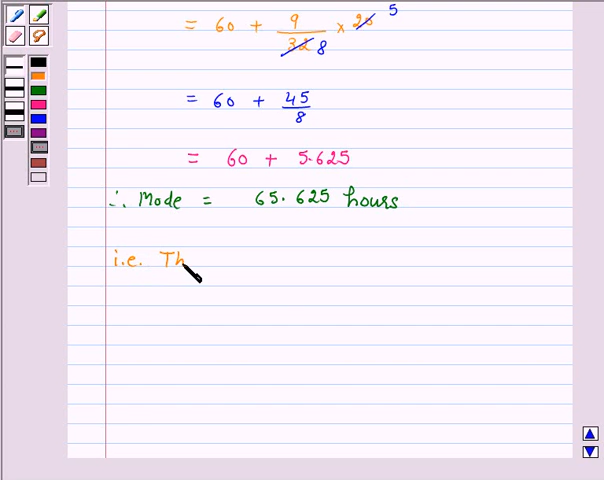 = 60 + 9/32 8 × 20 5
= 60 + 45/8
= 60 + 5.625
∴ Mode = 65.625 hours
i.e. Th